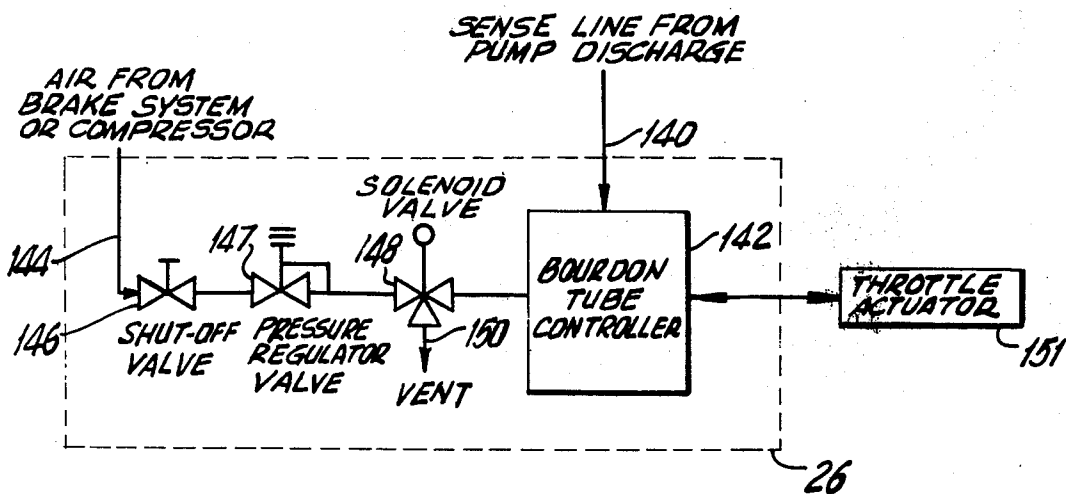 SENSE LINE FROM
PUMP DISCHARGE
AIR FROM
BRAKE SYSTEM
OR COMPRESSOR
140
SOLENOID
VALVE
144
147
148
142
BOURDON
TUBE
CONTROLLER
THROTTLE
ACTUATOR
146
SHUT-OFF
VALVE
PRESSURE
REGULATOR
VALVE
150
VENT
151
26